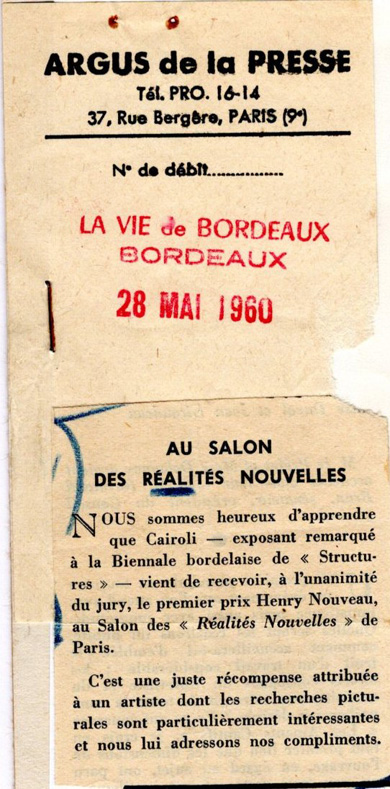 ARGUS de la PRESSE
Tél. PRO. 16-14
37, Rue Bergère, PARIS (9e)
N° de débit...............
LA VIE de BORDEAUX
BORDEAUX
28 MAI 1960
AU SALON
DES RÉALITÉS NOUVELLES
NOUS sommes heureux d'apprendre
que Cairoli — exposant remarqué
à la Biennale bordelaise de « Structu-
res » — vient de recevoir, à l'unanimité
du jury, le premier prix Henry Nouveau,
au Salon des « Réalités Nouvelles » de
Paris.
C'est une juste récompense attribuée
à un artiste dont les recherches pictu-
rales sont particulièrement intéressantes
et nous lui adressons nos compliments.